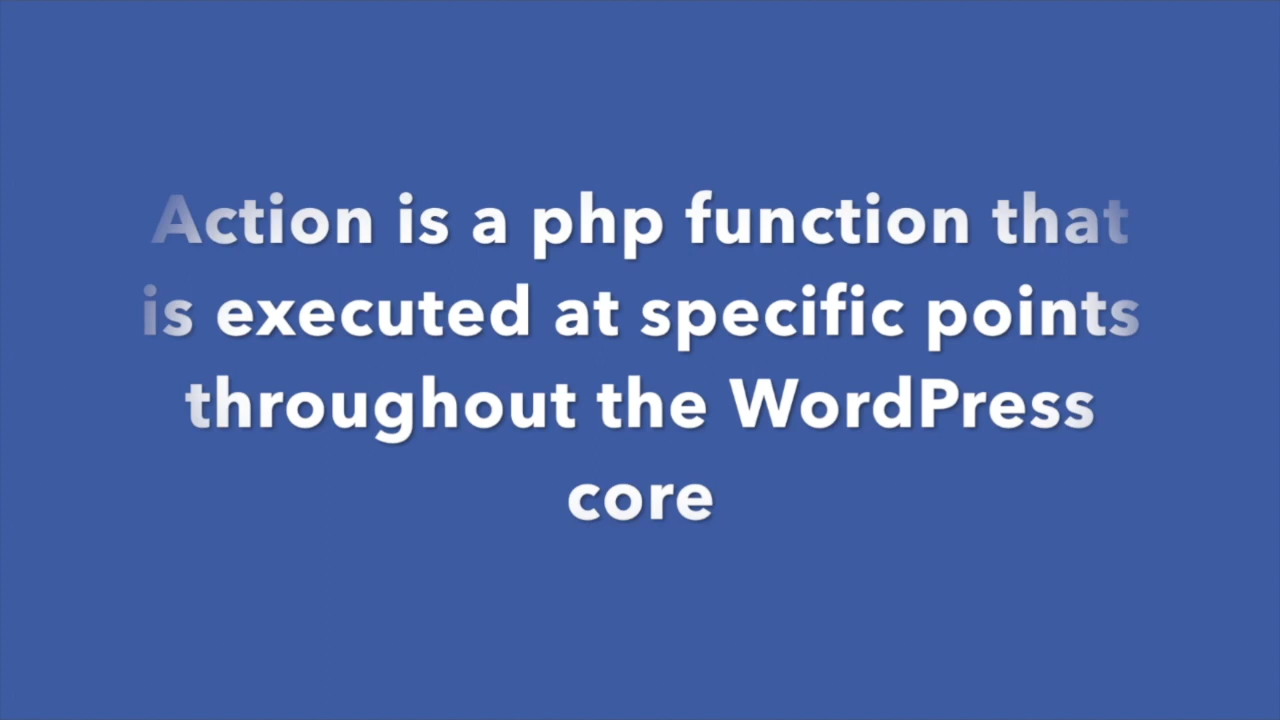 Action is a php function that
is executed at specific points
throughout the WordPress
core